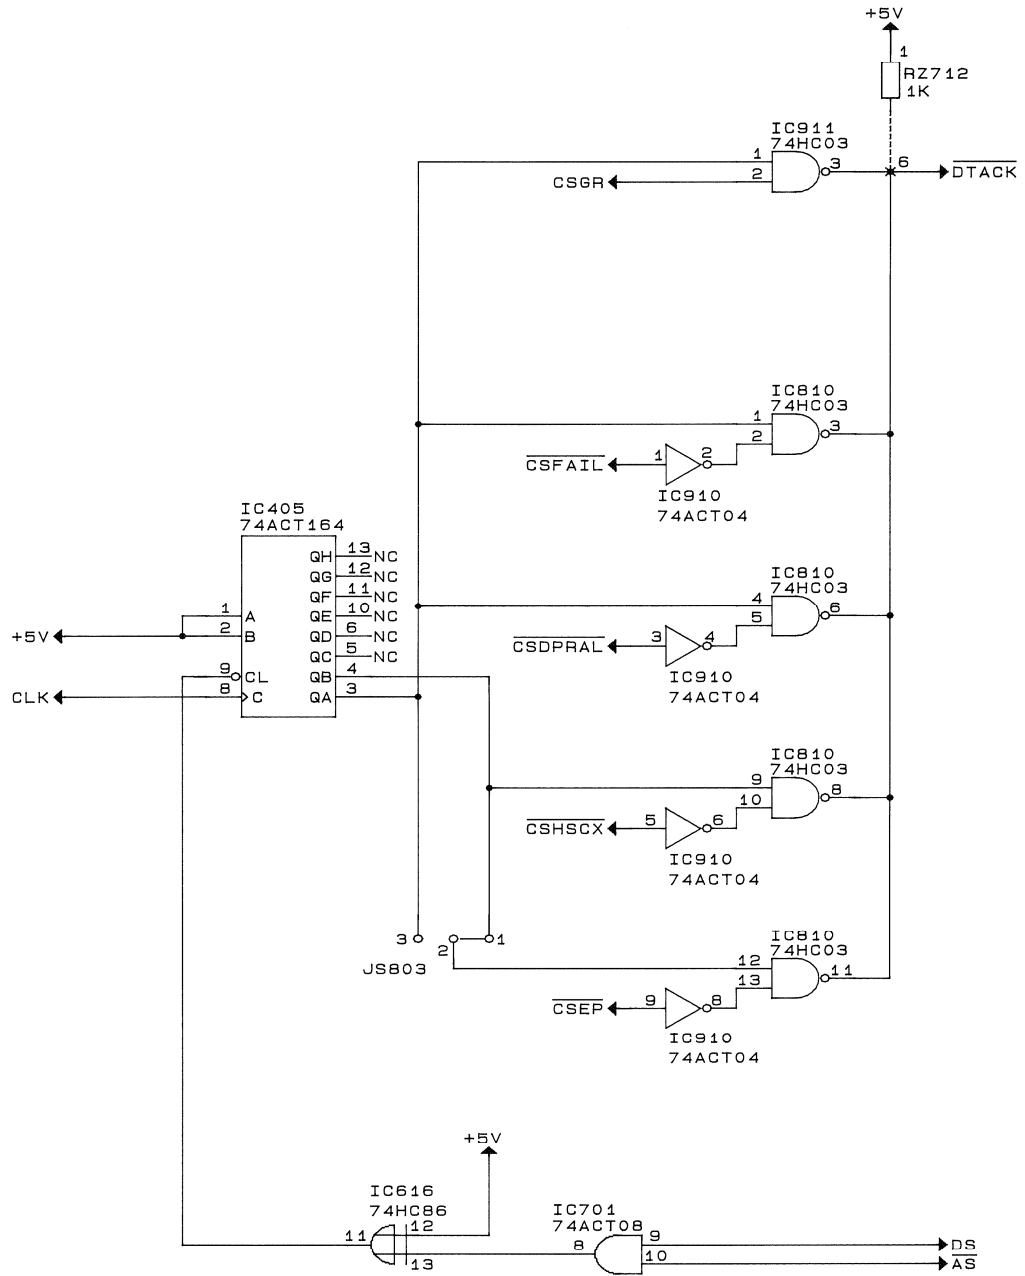 +5V
1
RZ712
1K
IC911
74HC03
1
2
3
6
DTACK
CSGR
IC810
74HC03
1
2
3
CSFAIL
1
2
IC910
74ACT04
IC405
74ACT164
QH 13 NC
QG 12 NC
QF 11 NC
QE 10 NC
QD 6 NC
QC 5 NC
QB 4
QA 3
1 A
2 B
9 CL
8 C
+5V
CLK
IC810
74HC03
4
5
6
CSDPRAL
3
4
IC910
74ACT04
IC810
74HC03
9
10
8
CSHSCX
5
6
IC910
74ACT04
3
2
1
JS803
IC810
74HC03
12
13
11
CSEP
9
8
IC910
74ACT04
+5V
IC616
74HC86
11
12
13
IC701
74ACT08
8
9
10
DS
AS